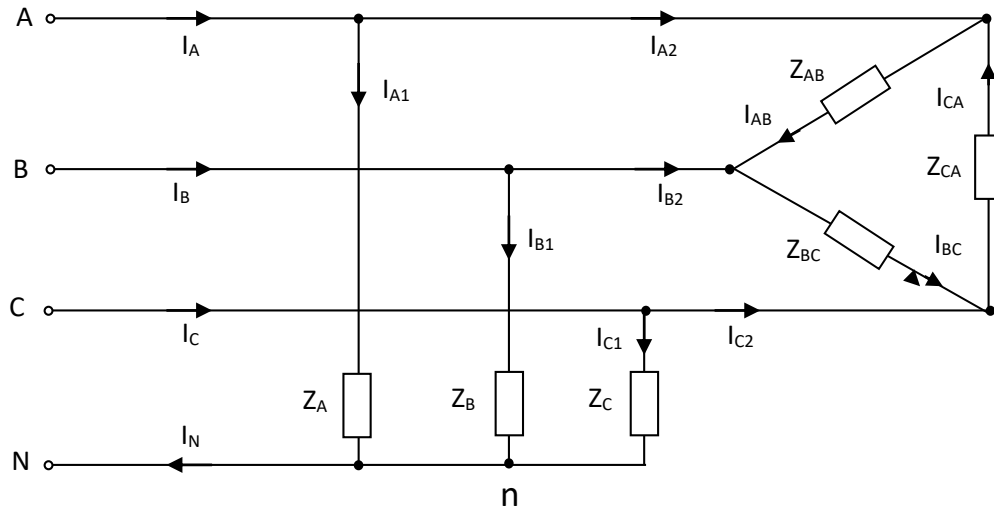 A
I_A
I_A2
I_A1
Z_AB
I_CA
I_AB
B
I_B
I_B2
Z_CA
I_B1
Z_BC
I_BC
C
I_C
I_C1
I_C2
Z_A
Z_B
Z_C
I_N
N
n